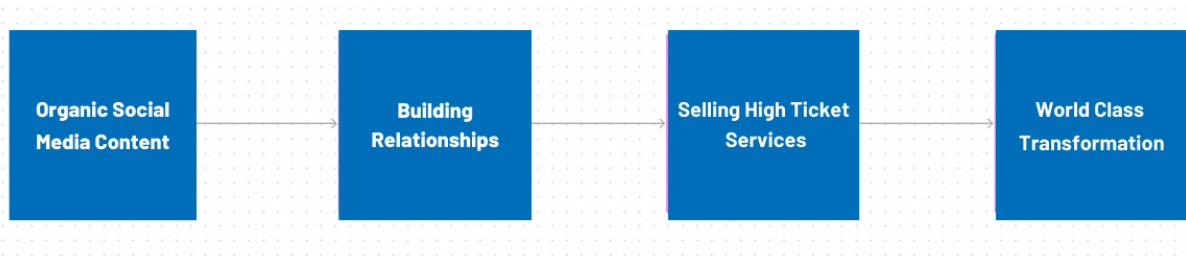 Organic Social
Media Content
Building
Relationships
Selling High Ticket
Services
World Class
Transformation